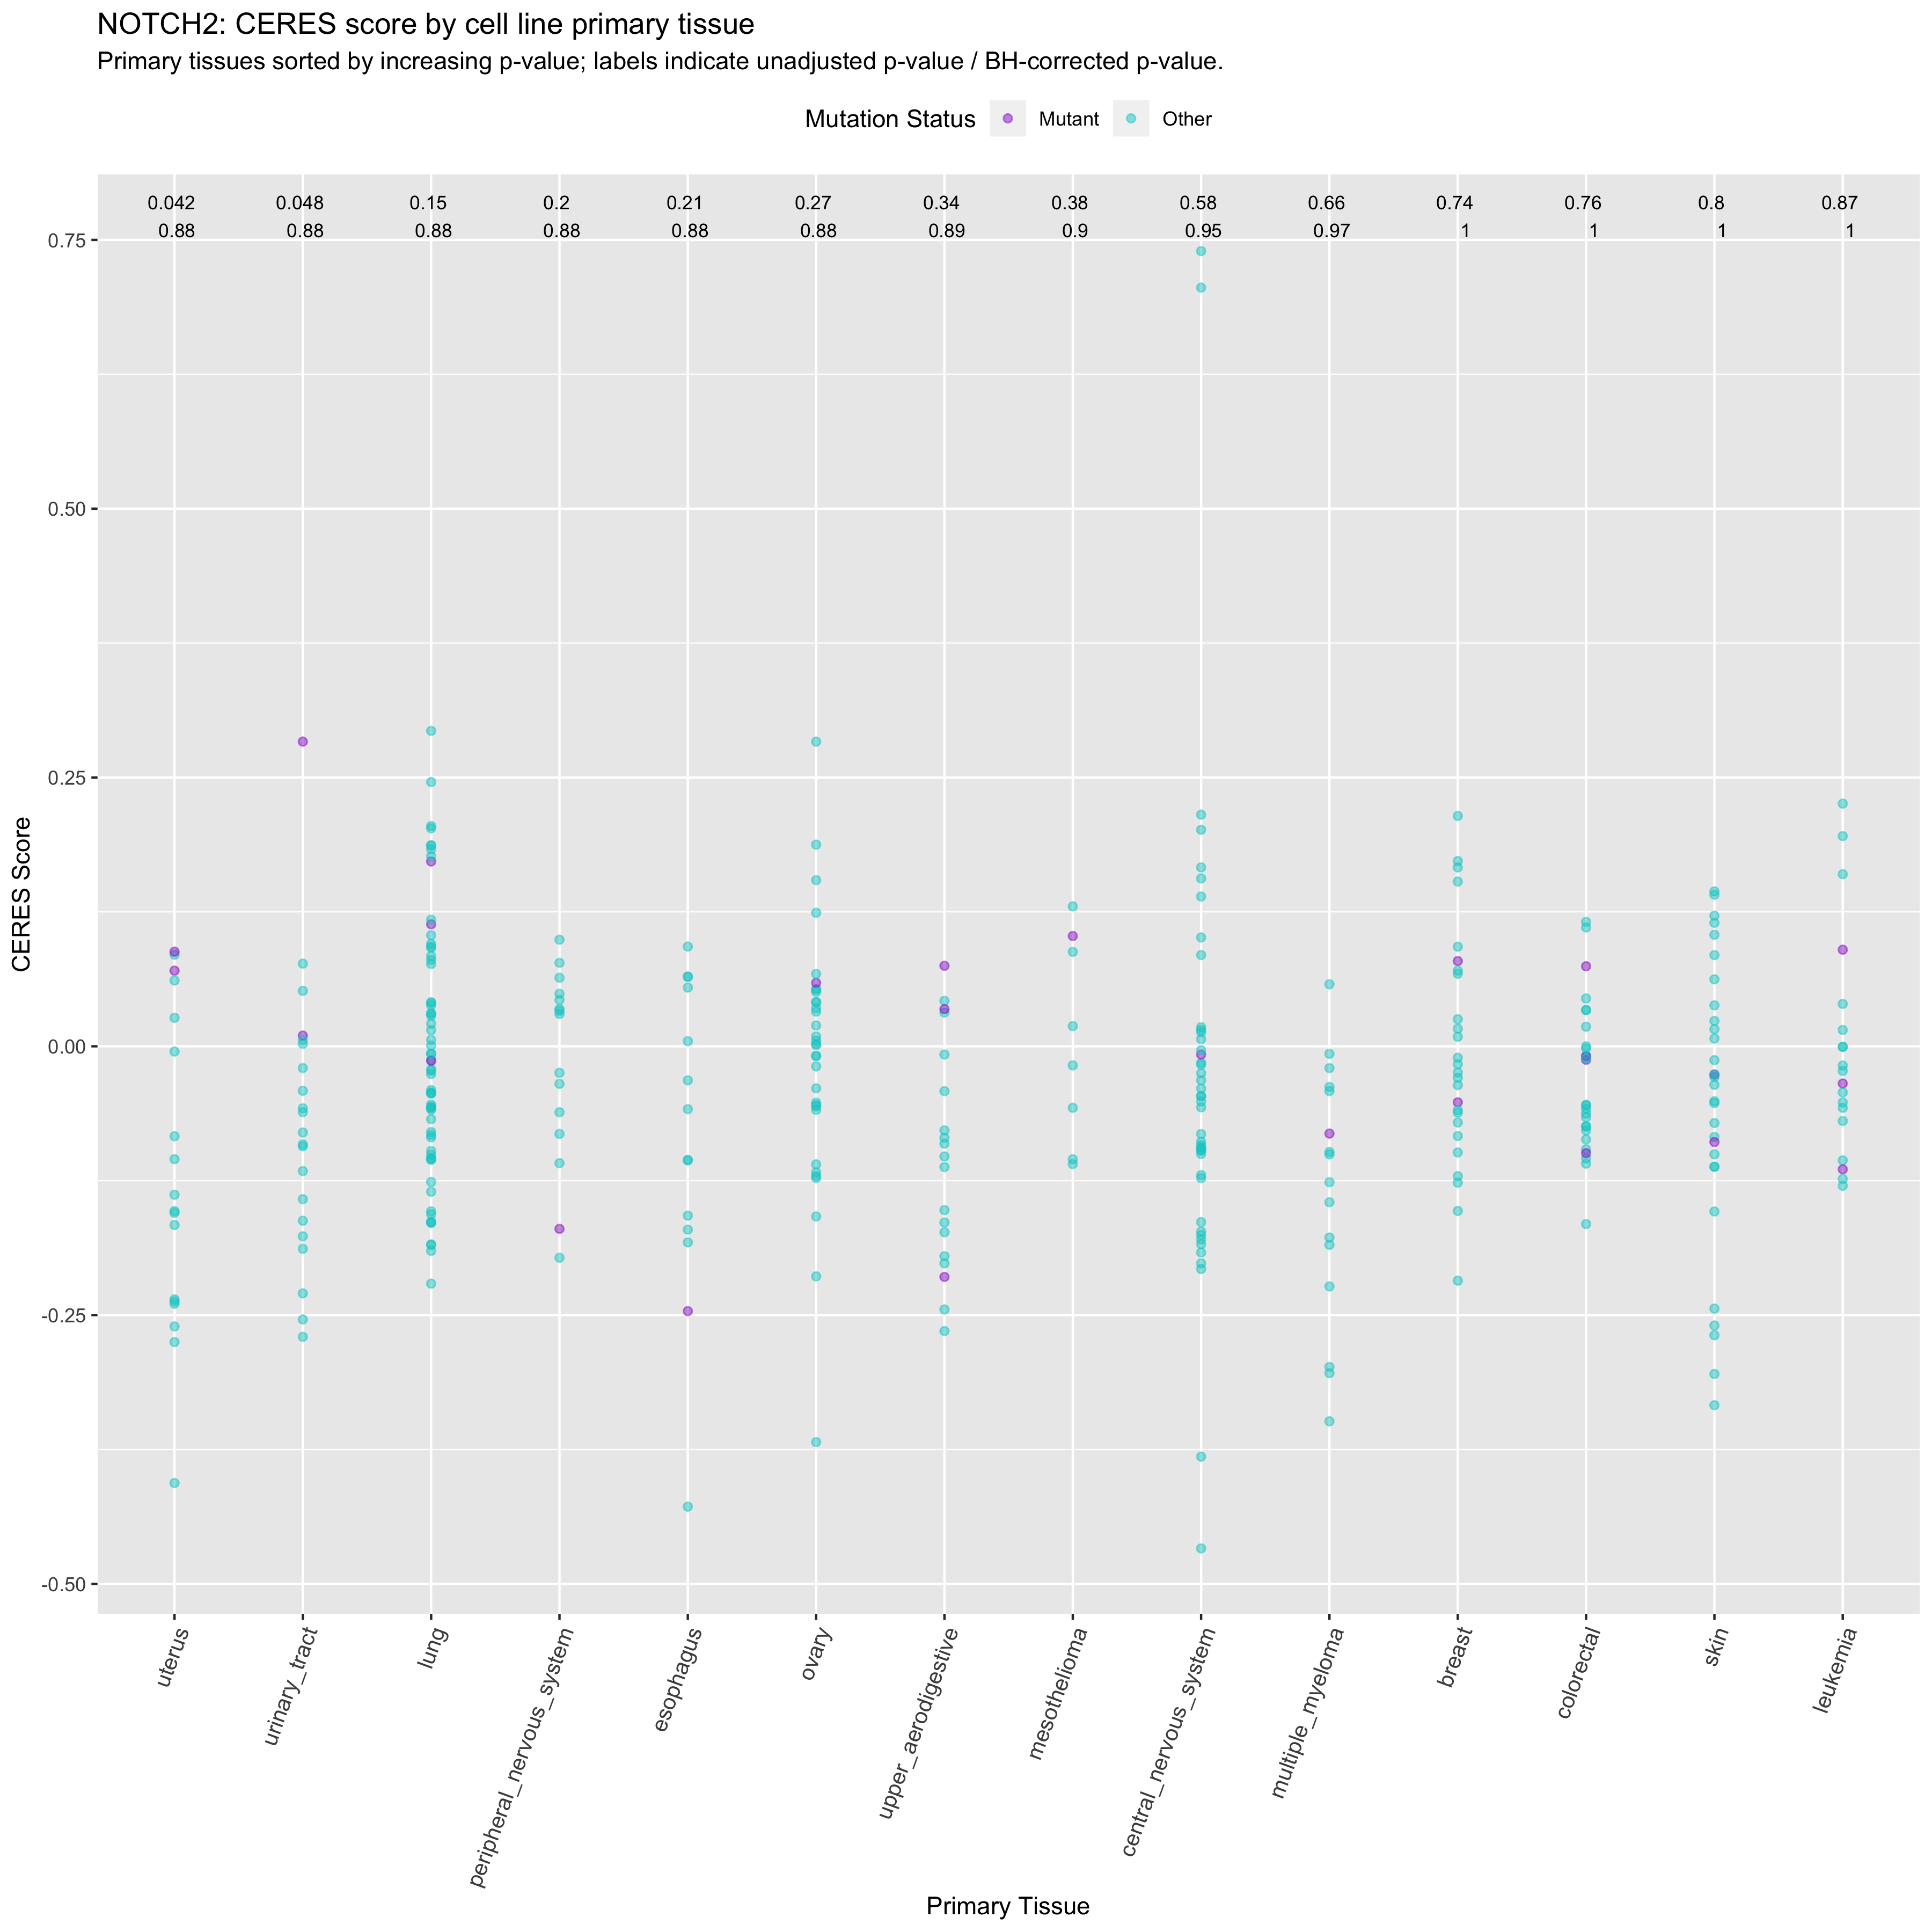 NOTCH2: CERES score by cell line primary tissue
Primary tissues sorted by increasing p-value; labels indicate unadjusted p-value / BH-corrected p-value.
Mutation Status Mutant Other
0.042 0.048 0.15 0.2 0.21 0.27 0.34 0.38 0.58 0.66 0.74 0.76 0.8 0.87
0.88 0.88 0.88 0.88 0.88 0.88 0.89 0.9 0.95 0.97 1 1 1 1
0.75
0.50
0.25
0.00
-0.25
-0.50
CERES Score
uterus
urinary_tract
lung
peripheral_nervous_system
esophagus
ovary
upper_aerodigestive
mesothelioma
central_nervous_system
multiple_myeloma
breast
colorectal
skin
leukemia
Primary Tissue